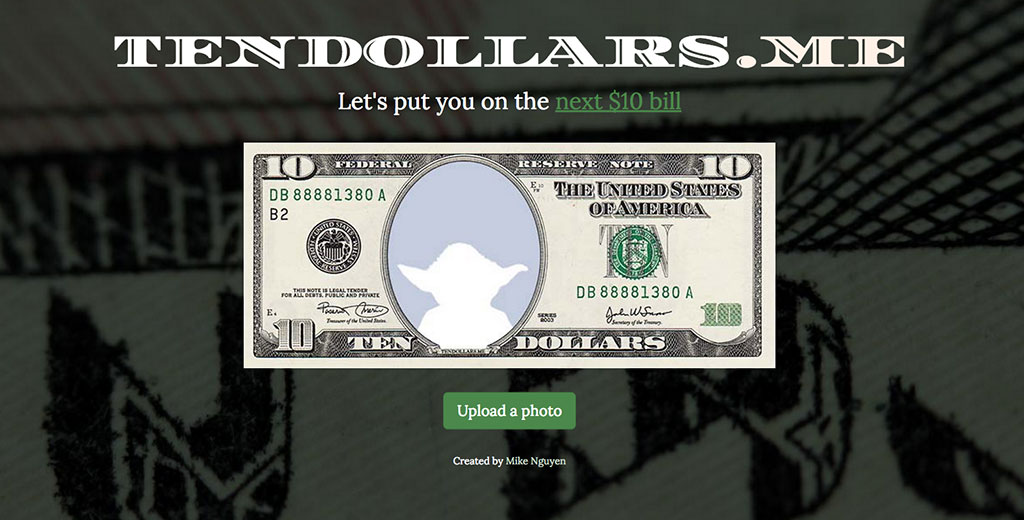 TENDOLLARS.ME
Let's put you on the next $10 bill
10 FEDERAL RESERVE NOTE 10
DB 88881380 A
B2
E 10
THE UNITED STATES
OF AMERICA
TEN
THIS NOTE IS LEGAL TENDER
FOR ALL DEBTS, PUBLIC AND PRIVATE
DB 88881380 A
Treasurer of the United States.
SERIES
2003
Secretary of the Treasury.
10
10 TEN DOLLARS
TENDOLLARS.ME
Upload a photo
Created by Mike Nguyen